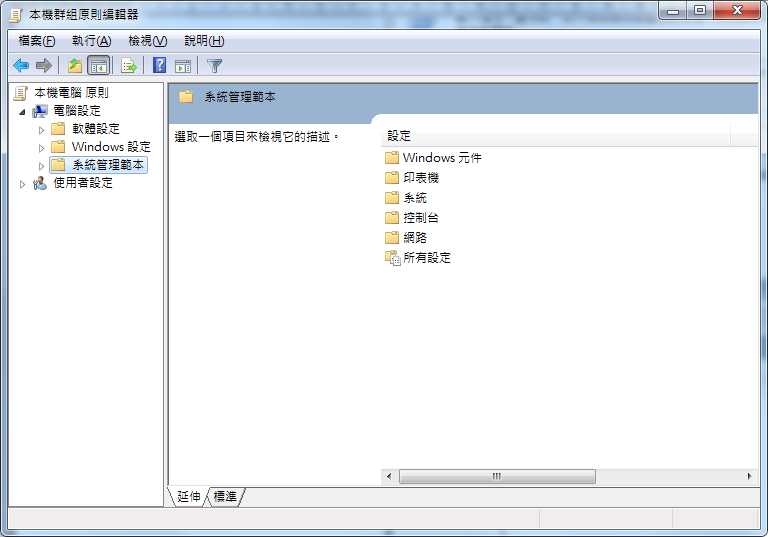 本機群組原則編輯器
檔案(F) 執行(A) 檢視(V) 說明(H)
本機電腦 原則
電腦設定
軟體設定
Windows 設定
系統管理範本
使用者設定
系統管理範本
選取一個項目來檢視它的描述。
設定
Windows 元件
印表機
系統
控制台
網路
所有設定
延伸 標準